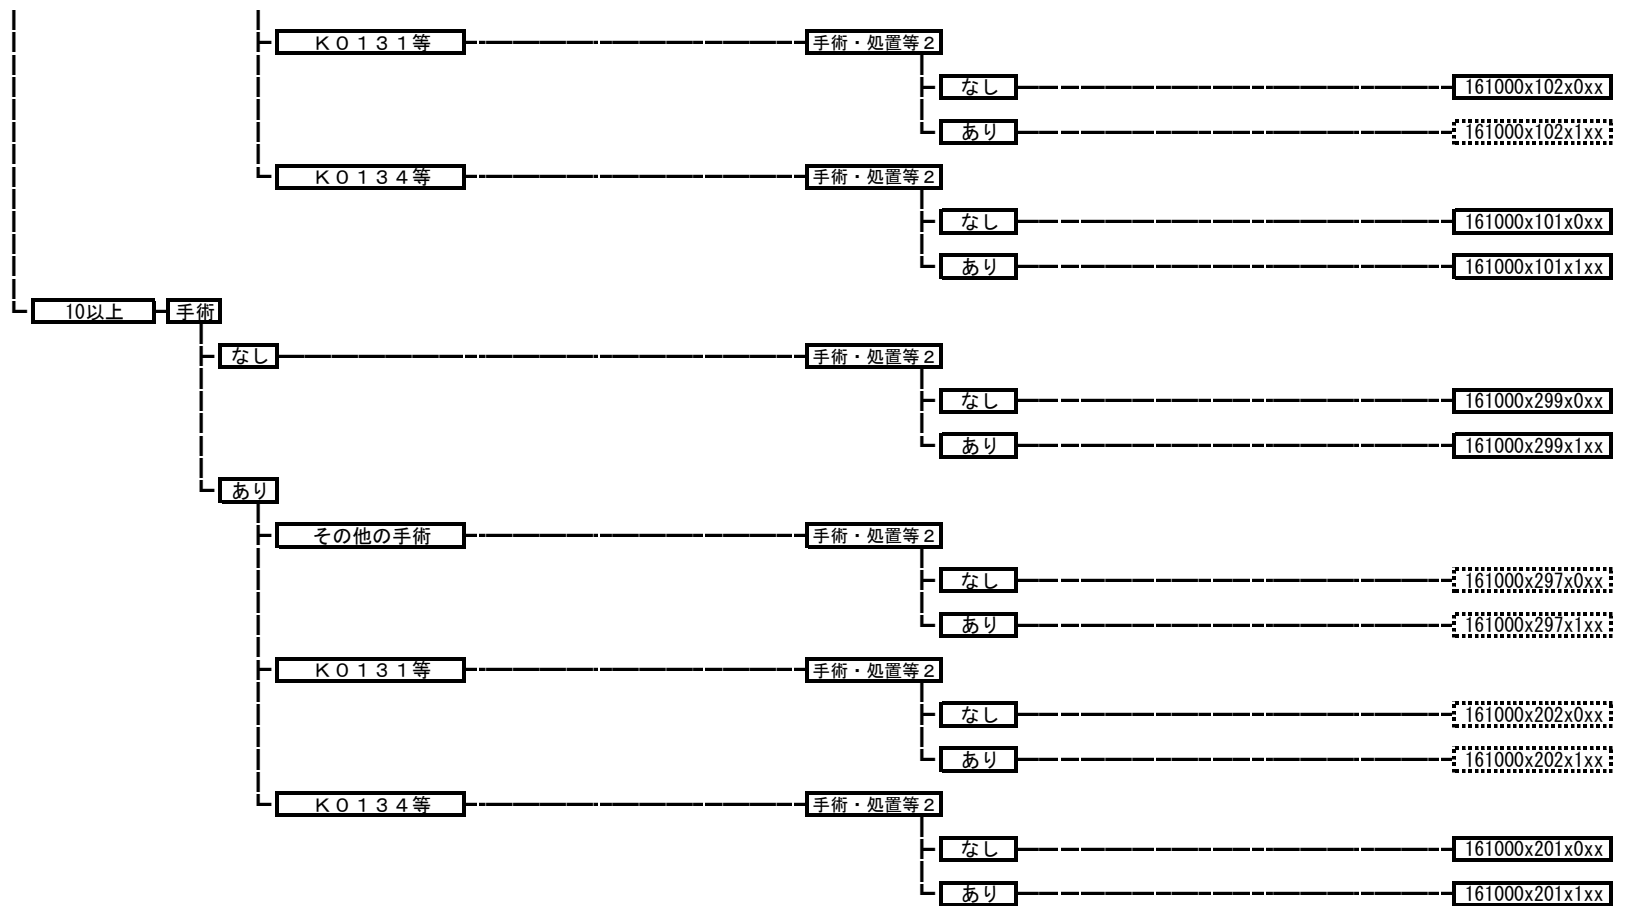 Ｋ０１３１等 手術・処置等２
なし 161000x102x0xx
あり 161000x102x1xx
Ｋ０１３４等 手術・処置等２
なし 161000x101x0xx
あり 161000x101x1xx
10以上 手術
なし 手術・処置等２
なし 161000x299x0xx
あり 161000x299x1xx
あり
その他の手術 手術・処置等２
なし 161000x297x0xx
あり 161000x297x1xx
Ｋ０１３１等 手術・処置等２
なし 161000x202x0xx
あり 161000x202x1xx
Ｋ０１３４等 手術・処置等２
なし 161000x201x0xx
あり 161000x201x1xx